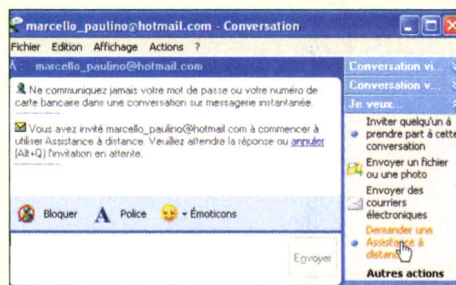 marcello_paulino@hotmail.com - Conversation
Fichier Edition Affichage Actions ?
À : marcello_paulino@hotmail.com
Ne communiquez jamais votre mot de passe ou votre numéro de
carte bancaire dans une conversation sur messagerie instantanée.
Vous avez invité marcello_paulino@hotmail.com à commencer à
utiliser Assistance à distance. Veuillez attendre la réponse ou annuler
(Alt+Q) l'invitation en attente.
Bloquer Police Émoticons
Envoyer
Conversation vi...
Conversation v...
Je veux...
Inviter quelqu'un à
prendre part à cette
conversation
Envoyer un fichier
ou une photo
Envoyer des
courriers
électroniques
Demander une
Assistance à
distance
Autres actions